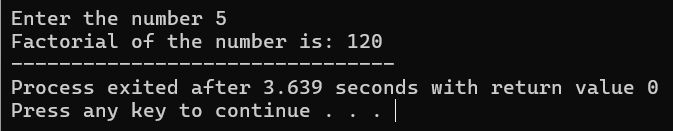 Enter the number 5
Factorial of the number is: 120
--------------------------------
Process exited after 3.639 seconds with return value 0
Press any key to continue . . .